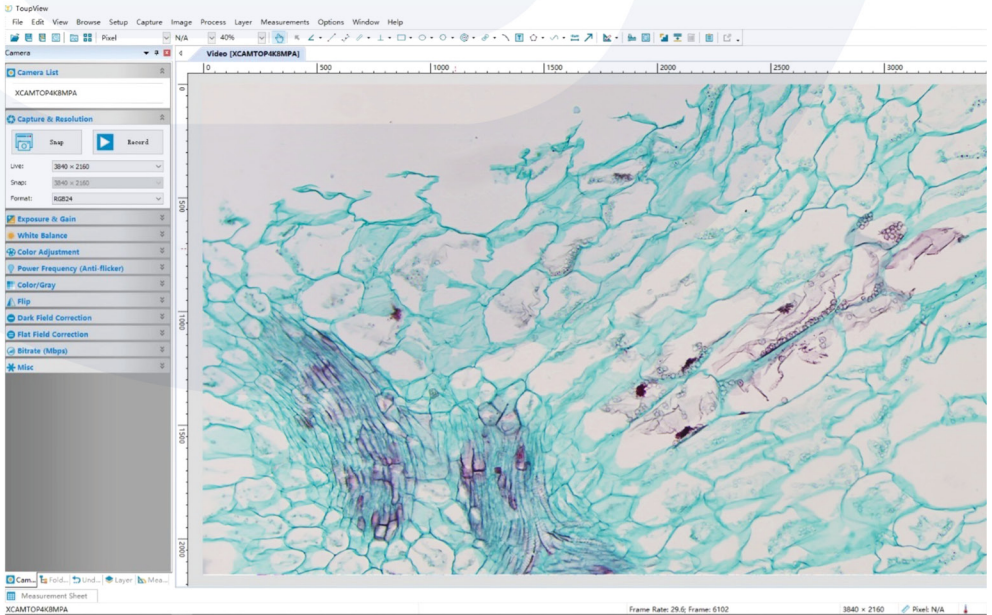 ToupView
File Edit View Browse Setup Capture Image Process Layer Measurements Options Window Help
Pixel N/A 40%
Camera
Video [XCAMTOP4K8MPA]
Camera List
XCAMTOP4K8MPA
Capture & Resolution
Snap Record
Live: 3840 × 2160
Snap: 3840 × 2160
Format: RGB24
Exposure & Gain
White Balance
Color Adjustment
Power Frequency (Anti-flicker)
Color/Gray
Flip
Dark Field Correction
Flat Field Correction
Bitrate (Mbps)
Misc
0 500 1000 1500 2000 2500 3000
0
500
1000
1500
2000
Cam... Fold... Und... Layer Mea...
Measurement Sheet
XCAMTOP4K8MPA Frame Rate: 29.6; Frame: 6102 3840 × 2160 Pixel: N/A